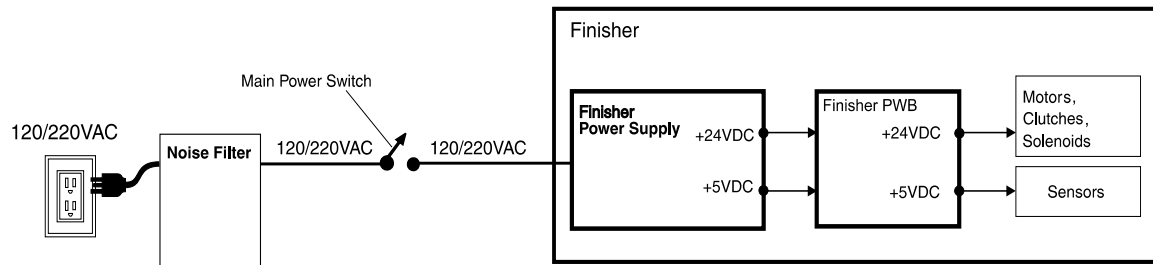 Finisher
Main Power Switch
120/220VAC
Noise Filter
120/220VAC
120/220VAC
Finisher
Power Supply
+24VDC
+5VDC
Finisher PWB
+24VDC
+5VDC
Motors,
Clutches,
Solenoids
Sensors